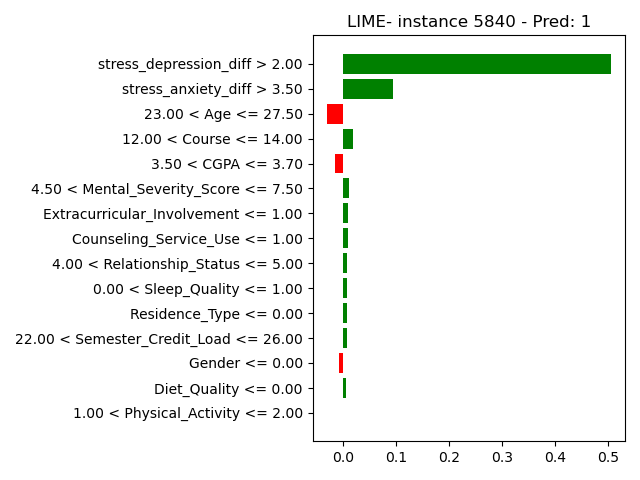 LIME- instance 5840 - Pred: 1
stress_depression_diff > 2.00
stress_anxiety_diff > 3.50
23.00 < Age <= 27.50
12.00 < Course <= 14.00
3.50 < CGPA <= 3.70
4.50 < Mental_Severity_Score <= 7.50
Extracurricular_Involvement <= 1.00
Counseling_Service_Use <= 1.00
4.00 < Relationship_Status <= 5.00
0.00 < Sleep_Quality <= 1.00
Residence_Type <= 0.00
22.00 < Semester_Credit_Load <= 26.00
Gender <= 0.00
Diet_Quality <= 0.00
1.00 < Physical_Activity <= 2.00
0.0 0.1 0.2 0.3 0.4 0.5